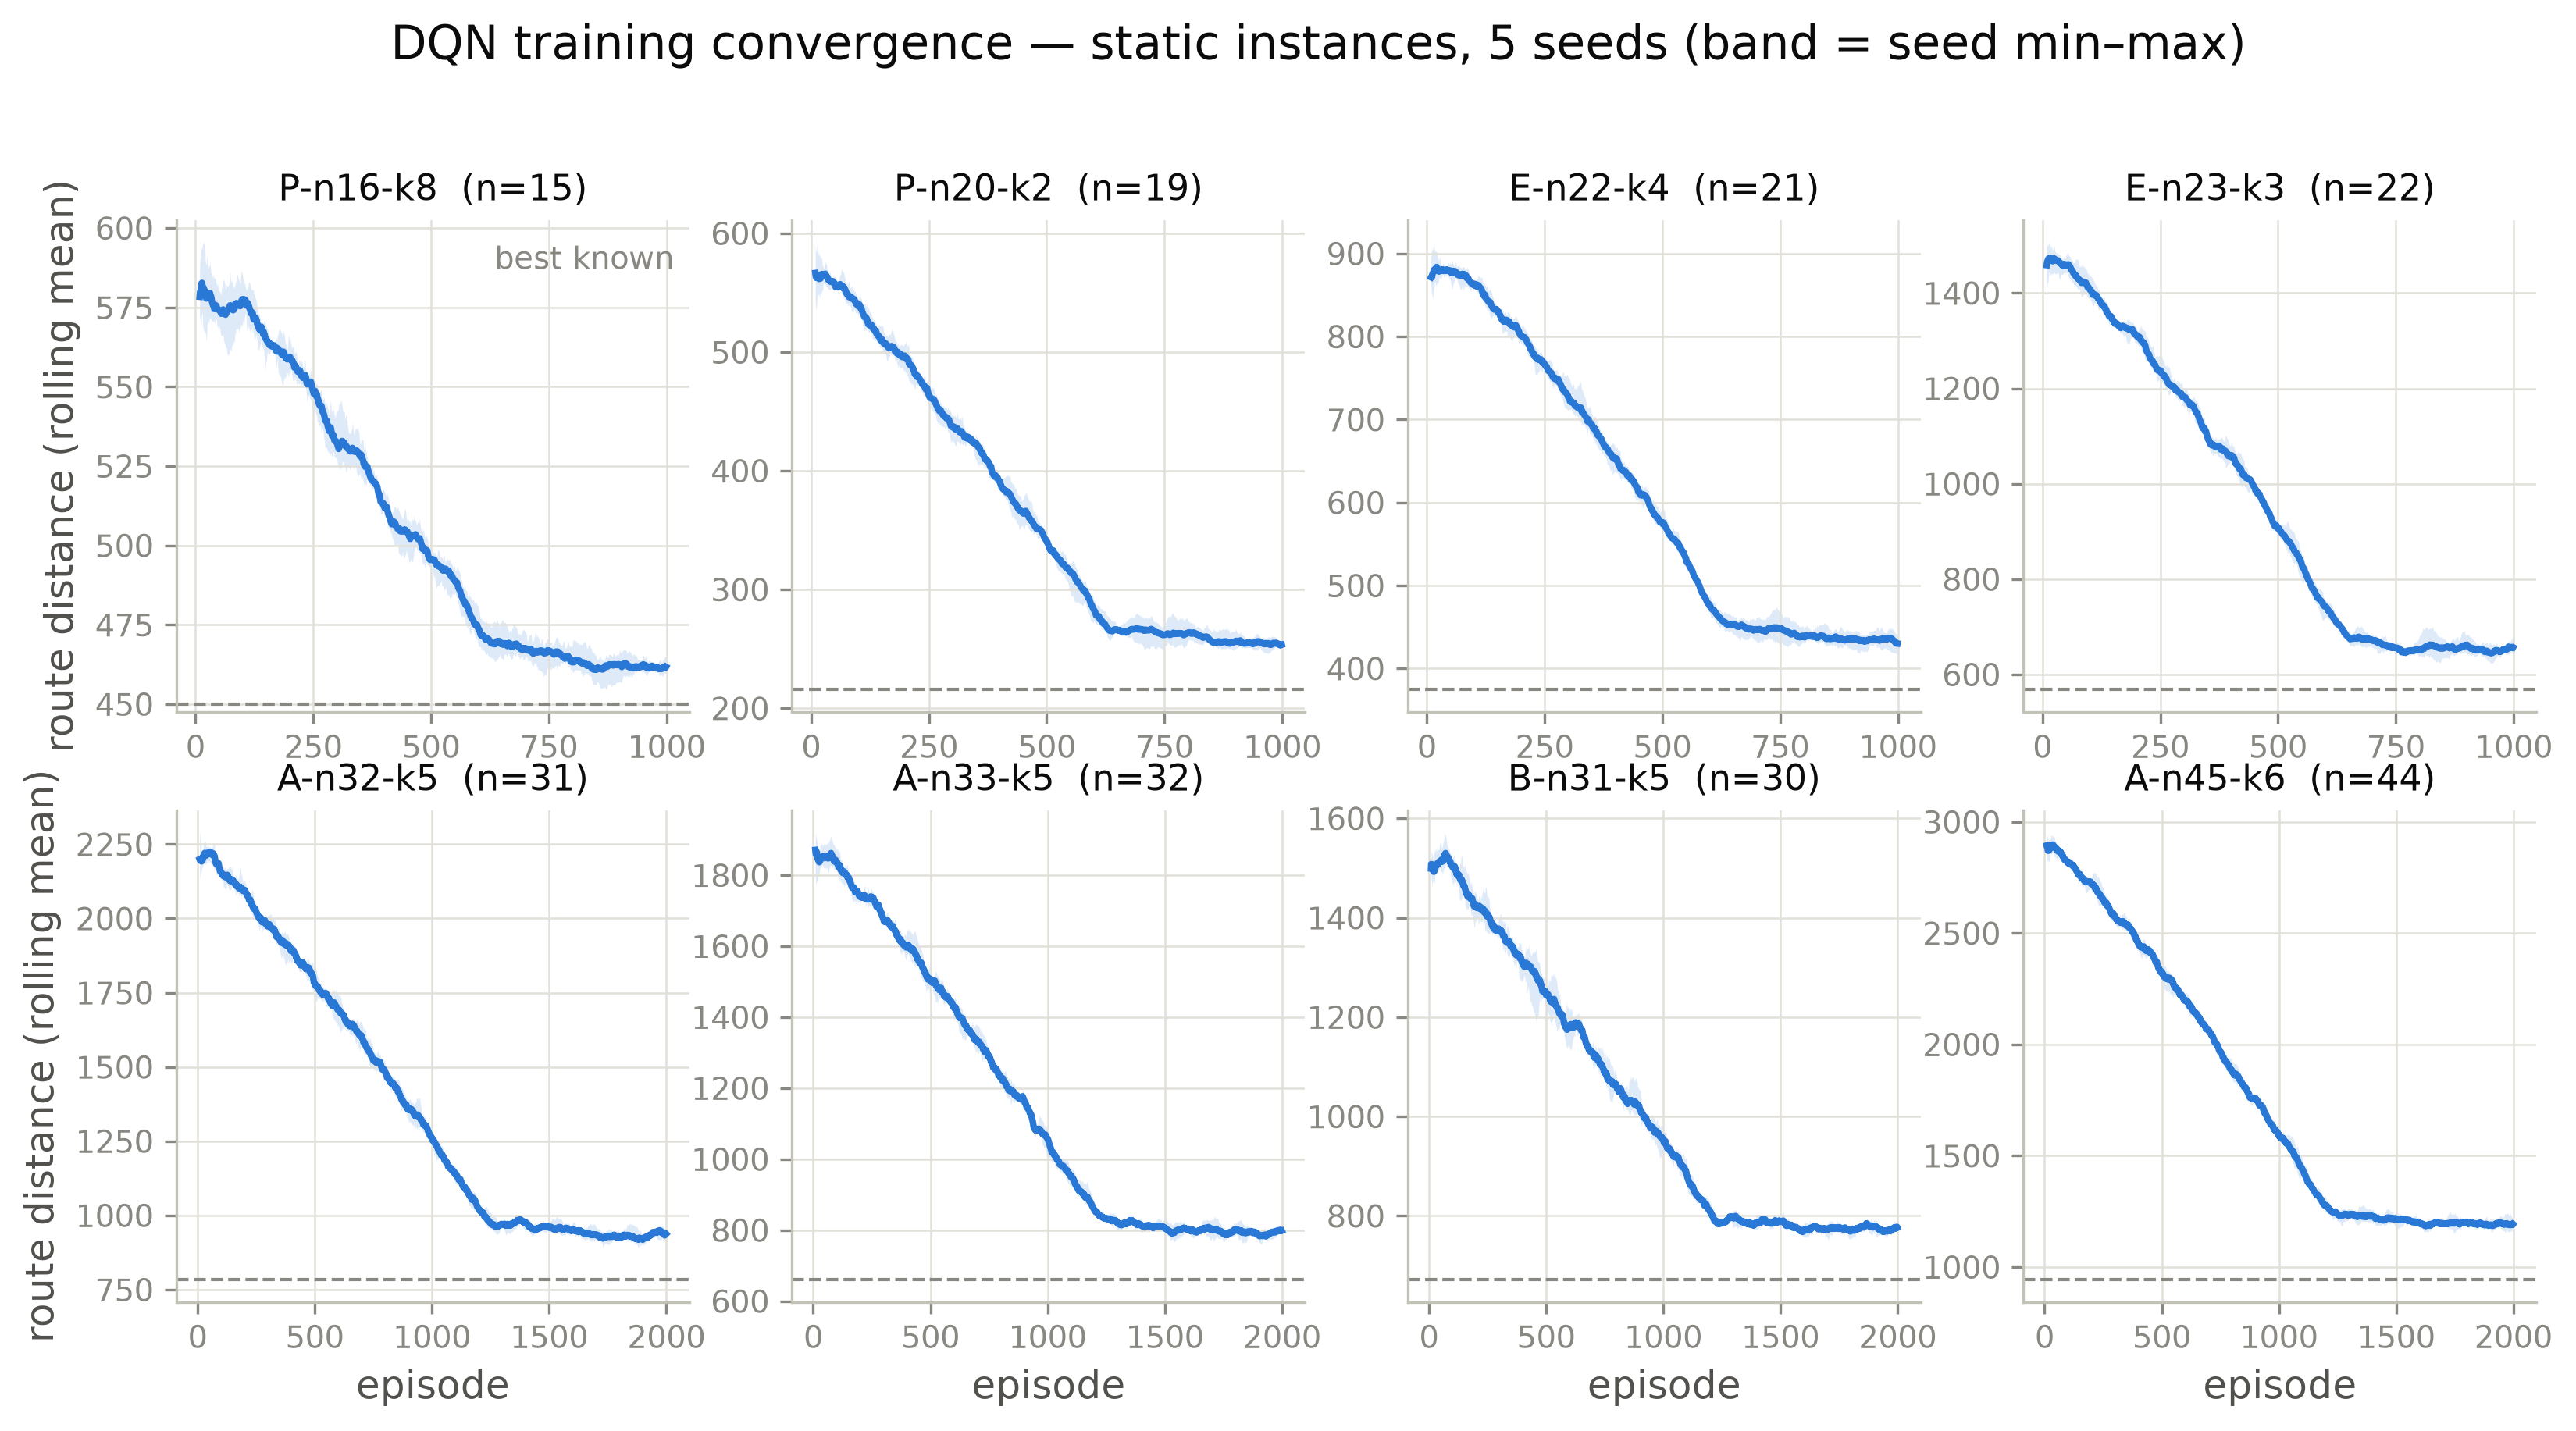 DQN training convergence — static instances, 5 seeds (band = seed min–max)
P-n16-k8 (n=15)
route distance (rolling mean)
600
575
550
525
500
475
450
best known
0 250 500 750 1000
P-n20-k2 (n=19)
600
500
400
300
200
0 250 500 750 1000
E-n22-k4 (n=21)
900
800
700
600
500
400
0 250 500 750 1000
E-n23-k3 (n=22)
1400
1200
1000
800
600
0 250 500 750 1000
A-n32-k5 (n=31)
route distance (rolling mean)
2250
2000
1750
1500
1250
1000
750
0 500 1000 1500 2000
episode
A-n33-k5 (n=32)
1800
1600
1400
1200
1000
800
600
0 500 1000 1500 2000
episode
B-n31-k5 (n=30)
1600
1400
1200
1000
800
0 500 1000 1500 2000
episode
A-n45-k6 (n=44)
3000
2500
2000
1500
1000
0 500 1000 1500 2000
episode